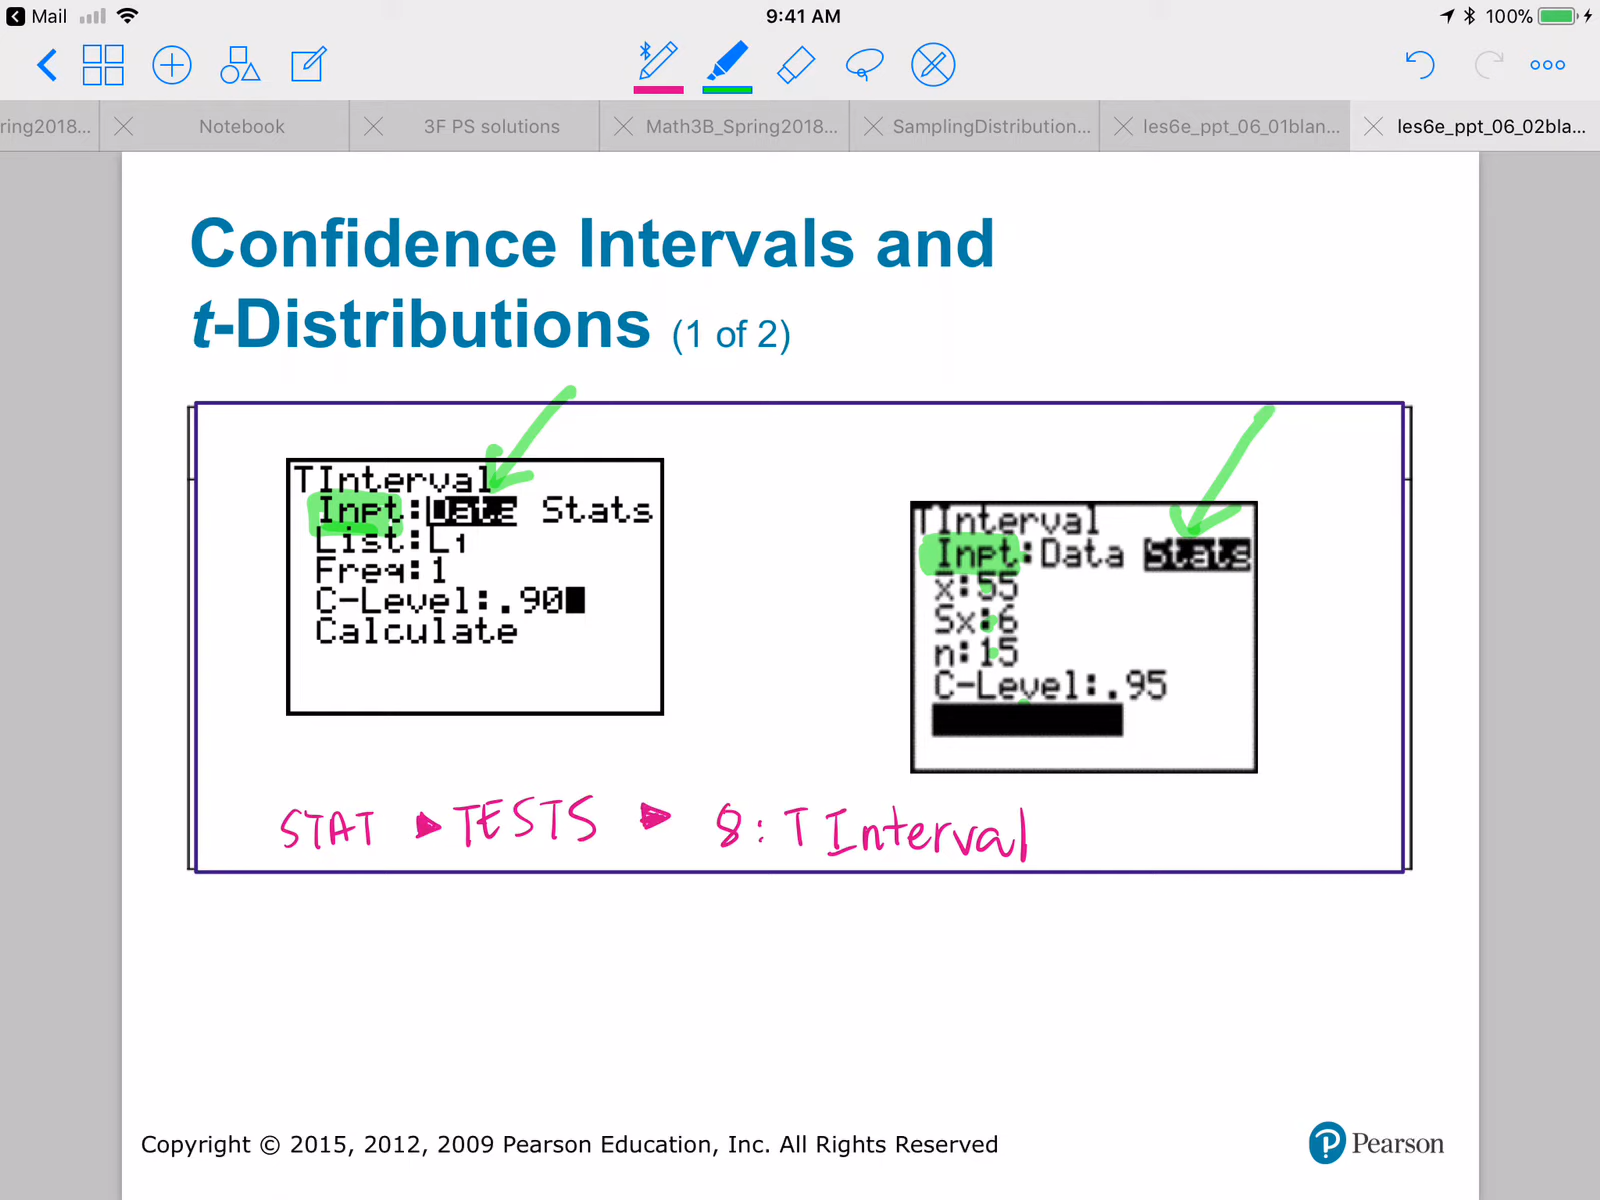 Mail 9:41 AM 100%
ring2018... Notebook 3F PS solutions Math3B_Spring2018... SamplingDistribution... les6e_ppt_06_01blan... les6e_ppt_06_02bla...
Confidence Intervals and
t-Distributions (1 of 2)
TInterval
Inpt:Data Stats
List:L1
Freq:1
C-Level:.90
Calculate
TInterval
Inpt:Data Stats
x̄:55
Sx:6
n:15
C-Level:.95
STAT ▶ TESTS ▶ 8: T Interval
Copyright © 2015, 2012, 2009 Pearson Education, Inc. All Rights Reserved
Pearson